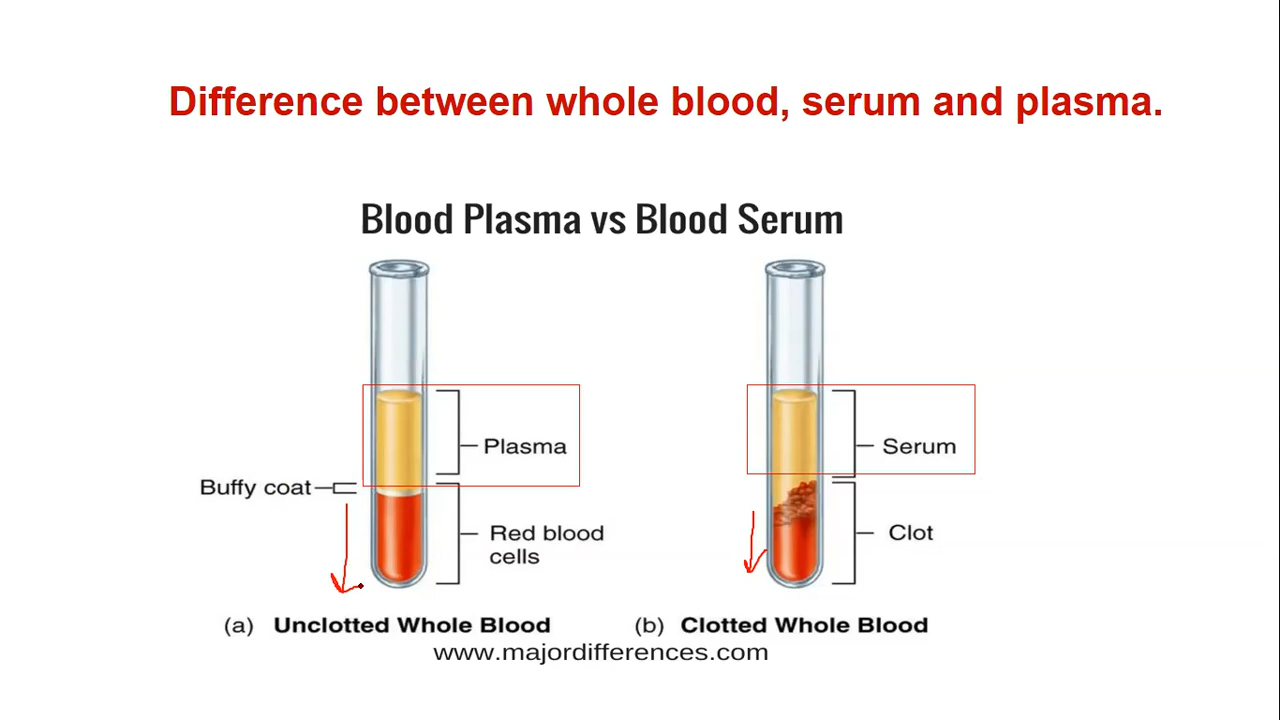 Difference between whole blood, serum and plasma.
Blood Plasma vs Blood Serum
Plasma
Serum
Buffy coat
Red blood
cells
Clot
(a) Unclotted Whole Blood
(b) Clotted Whole Blood
www.majordifferences.com